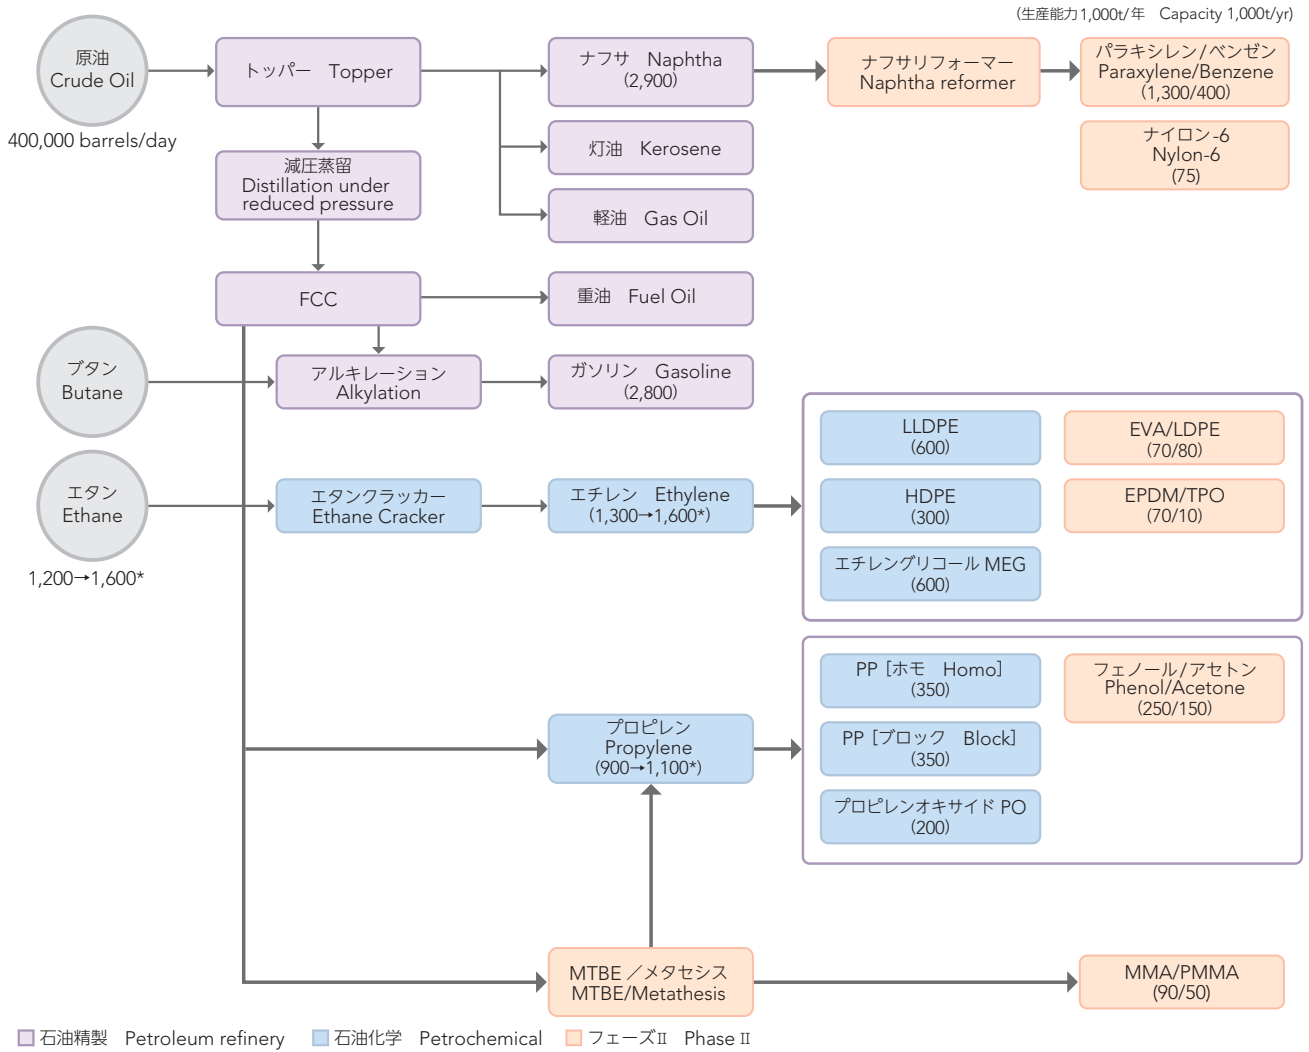 (生産能力1,000t/年　Capacity 1,000t/yr)
原油
Crude Oil
400,000 barrels/day
トッパー　Topper
ナフサ　Naphtha
(2,900)
ナフサリフォーマー
Naphtha reformer
パラキシレン/ベンゼン
Paraxylene/Benzene
(1,300/400)
灯油　Kerosene
ナイロン-6
Nylon-6
(75)
減圧蒸留
Distillation under
reduced pressure
軽油　Gas Oil
FCC
重油　Fuel Oil
ブタン
Butane
アルキレーション
Alkylation
ガソリン　Gasoline
(2,800)
エタン
Ethane
1,200→1,600*
エタンクラッカー
Ethane Cracker
エチレン　Ethylene
(1,300→1,600*)
LLDPE
(600)
EVA/LDPE
(70/80)
HDPE
(300)
EPDM/TPO
(70/10)
エチレングリコール MEG
(600)
プロピレン
Propylene
(900→1,100*)
PP [ホモ　Homo]
(350)
フェノール/アセトン
Phenol/Acetone
(250/150)
PP [ブロック　Block]
(350)
プロピレンオキサイド PO
(200)
MTBE／メタセシス
MTBE/Metathesis
MMA/PMMA
(90/50)
石油精製　Petroleum refinery
石油化学　Petrochemical
フェーズII　Phase II